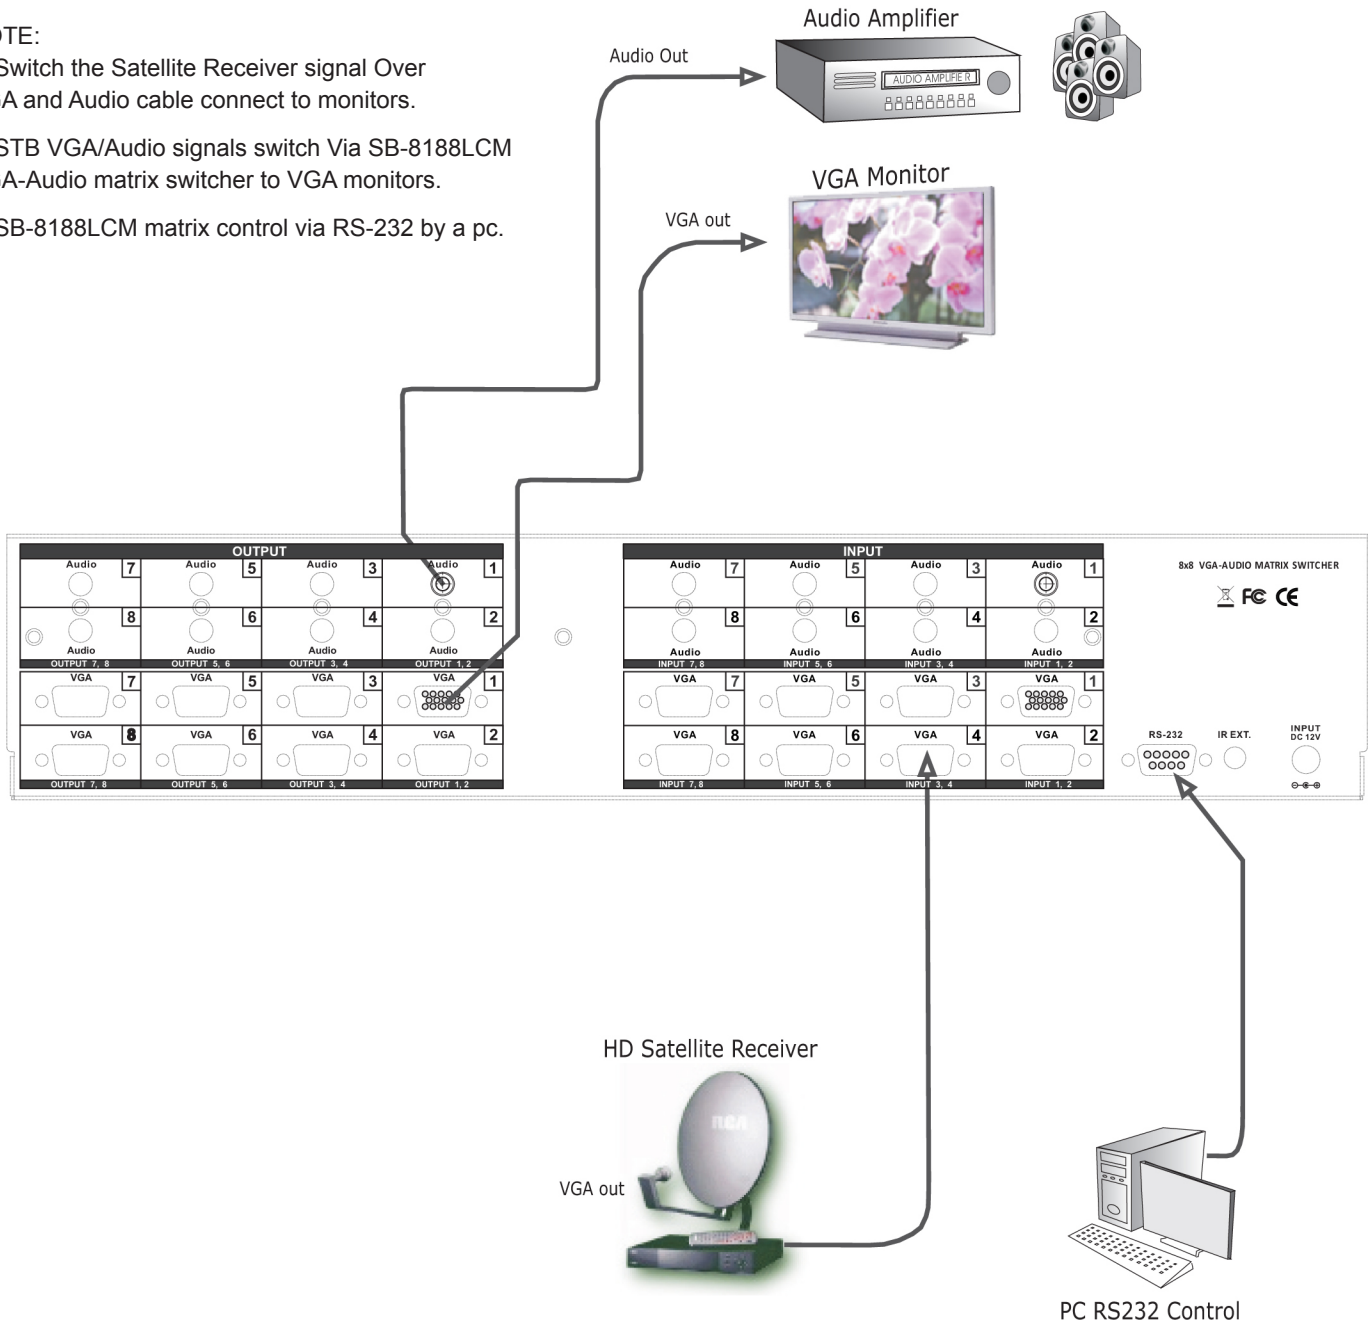 OTE:
Switch the Satellite Receiver signal Over
GA and Audio cable connect to monitors.
STB VGA/Audio signals switch Via SB-8188LCM
GA-Audio matrix switcher to VGA monitors.
SB-8188LCM matrix control via RS-232 by a pc.
Audio Amplifier
Audio Out
AUDIO AMPLIFIE R
VGA Monitor
VGA out
OUTPUT
Audio 7 Audio 5 Audio 3 Audio 1
8 6 4 2
Audio Audio Audio Audio
OUTPUT 7, 8 OUTPUT 5, 6 OUTPUT 3, 4 OUTPUT 1, 2
VGA 7 VGA 5 VGA 3 VGA 1
VGA 8 VGA 6 VGA 4 VGA 2
OUTPUT 7, 8 OUTPUT 5, 6 OUTPUT 3, 4 OUTPUT 1, 2
INPUT
Audio 7 Audio 5 Audio 3 Audio 1
8 6 4 2
Audio Audio Audio Audio
INPUT 7, 8 INPUT 5, 6 INPUT 3, 4 INPUT 1, 2
VGA 7 VGA 5 VGA 3 VGA 1
VGA 8 VGA 6 VGA 4 VGA 2
INPUT 7, 8 INPUT 5, 6 INPUT 3, 4 INPUT 1, 2
8x8 VGA-AUDIO MATRIX SWITCHER
FC CE
RS-232 IR EXT. INPUT
DC 12V
HD Satellite Receiver
RCA
VGA out
PC RS232 Control